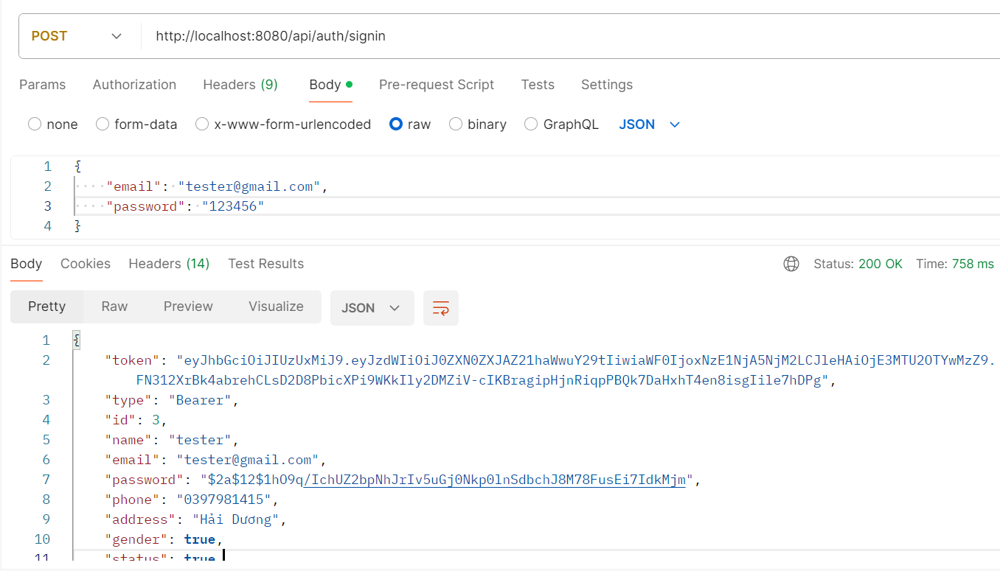 POST http://localhost:8080/api/auth/signin
Params Authorization Headers (9) Body Pre-request Script Tests Settings
none form-data x-www-form-urlencoded raw binary GraphQL JSON
1 {
2 ····"email":·"tester@gmail.com",
3 ····"password":·"123456"
4 }
Body Cookies Headers (14) Test Results Status: 200 OK Time: 758 ms
Pretty Raw Preview Visualize JSON
1 {
2 "token": "eyJhbGciOiJIUzUxMiJ9.eyJzdWIiOiJ0ZXN0ZXJAZ21haWwuY29tIiwiaWF0IjoxNzE1NjA5NjM2LCJleHAiOjE3MTU2OTYwMzZ9.
FN312XrBk4abrehCLsD2D8PbicXPi9WKkIly2DMZiV-cIKBragipHjnRiqpPBQk7DaHxhT4en8isgIile7hDPg",
3 "type": "Bearer",
4 "id": 3,
5 "name": "tester",
6 "email": "tester@gmail.com",
7 "password": "$2a$12$1hO9q/IchUZ2bpNhJrIv5uGj0Nkp0lnSdbchJ8M78FusEi7IdkMjm",
8 "phone": "0397981415",
9 "address": "Hải Dương",
10 "gender": true,
11 "status": true